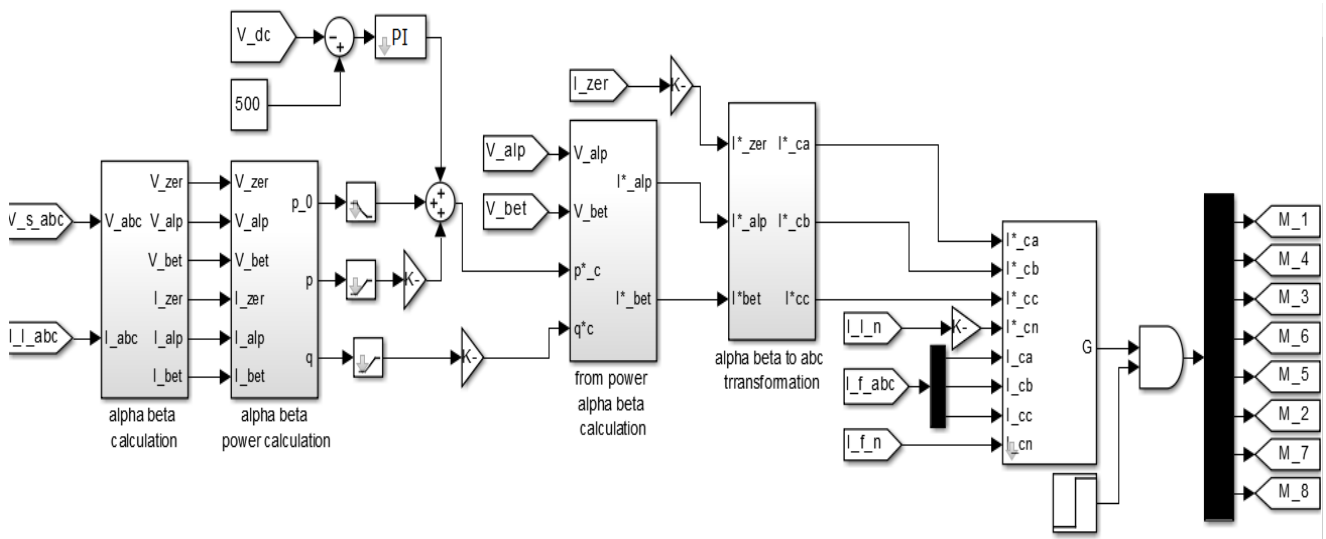 V_dc
PI
500
V_s_abc
I_l_abc
V_abc
I_abc
V_zer
V_alp
V_bet
I_zer
I_alp
I_bet
alpha beta
calculation
V_zer
V_alp
V_bet
I_zer
I_alp
I_bet
p_0
p
q
alpha beta
power calculation
K-
K-
V_alp
V_bet
V_alp
V_bet
p*_c
q*c
I*_alp
I*_bet
from power
alpha beta
calculation
I_zer
K-
I*_zer
I*_alp
I*bet
I*_ca
I*_cb
I*cc
alpha beta to abc
trransformation
I_l_n
K-
I_f_abc
I_f_n
I*_ca
I*_cb
I*_cc
I*_cn
I_ca
I_cb
I_cc
I_cn
G
M_1
M_4
M_3
M_6
M_5
M_2
M_7
M_8